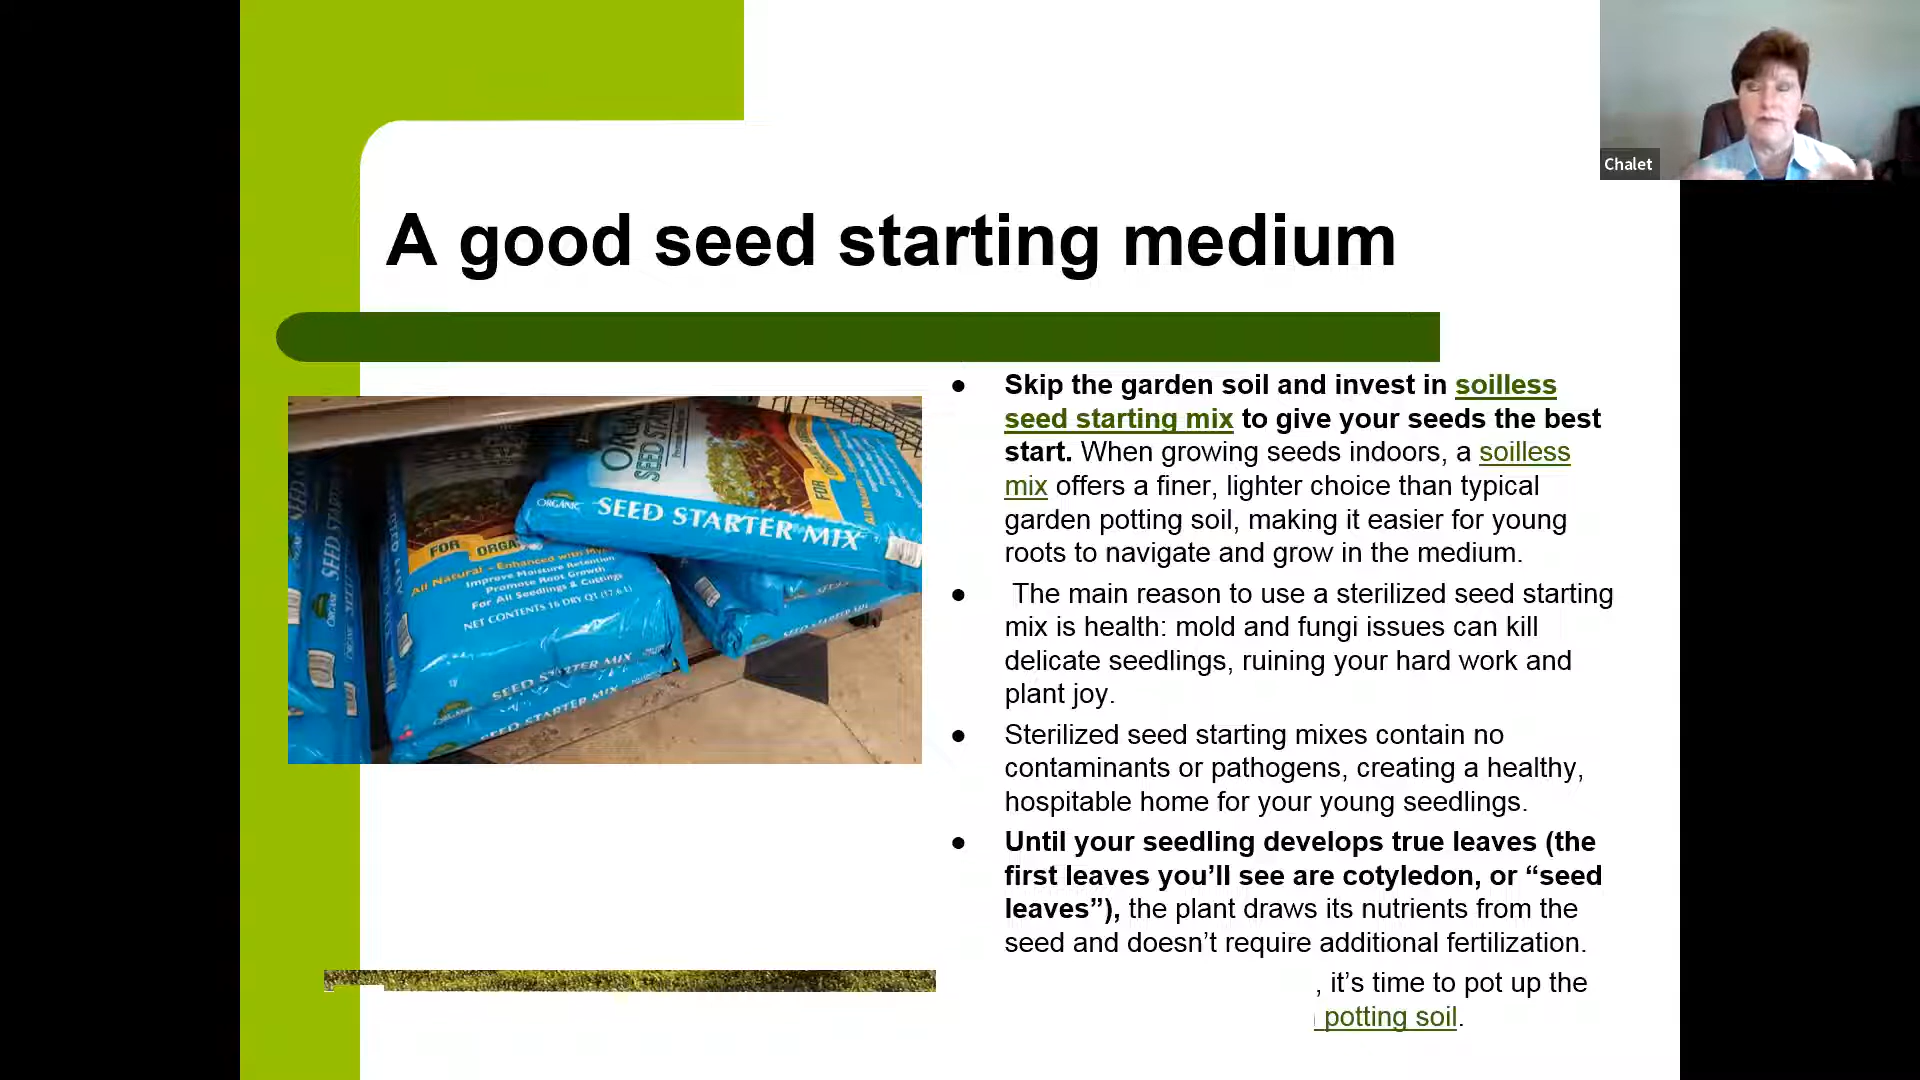 Chalet
A good seed starting medium
Skip the garden soil and invest in soilless
seed starting mix to give your seeds the best
start. When growing seeds indoors, a soilless
mix offers a finer, lighter choice than typical
garden potting soil, making it easier for young
roots to navigate and grow in the medium.
The main reason to use a sterilized seed starting
mix is health: mold and fungi issues can kill
delicate seedlings, ruining your hard work and
plant joy.
Sterilized seed starting mixes contain no
contaminants or pathogens, creating a healthy,
hospitable home for your young seedlings.
Until your seedling develops true leaves (the
first leaves you’ll see are cotyledon, or “seed
leaves”), the plant draws its nutrients from the
seed and doesn’t require additional fertilization.
, it’s time to pot up the
potting soil.
SEED STAR
FOR
All Natural
ORGANIC
SEED STARTER MIX
FOR ORGA
All Natural - Enhanced with
Improve Moisture Retention
Promote Root Growth
For All Seedlings & Cuttings
NET CONTENTS 16 DRY QT (17.6 L)
SEED STARTER MIX
ORGANIC
SEED STARTER MIX